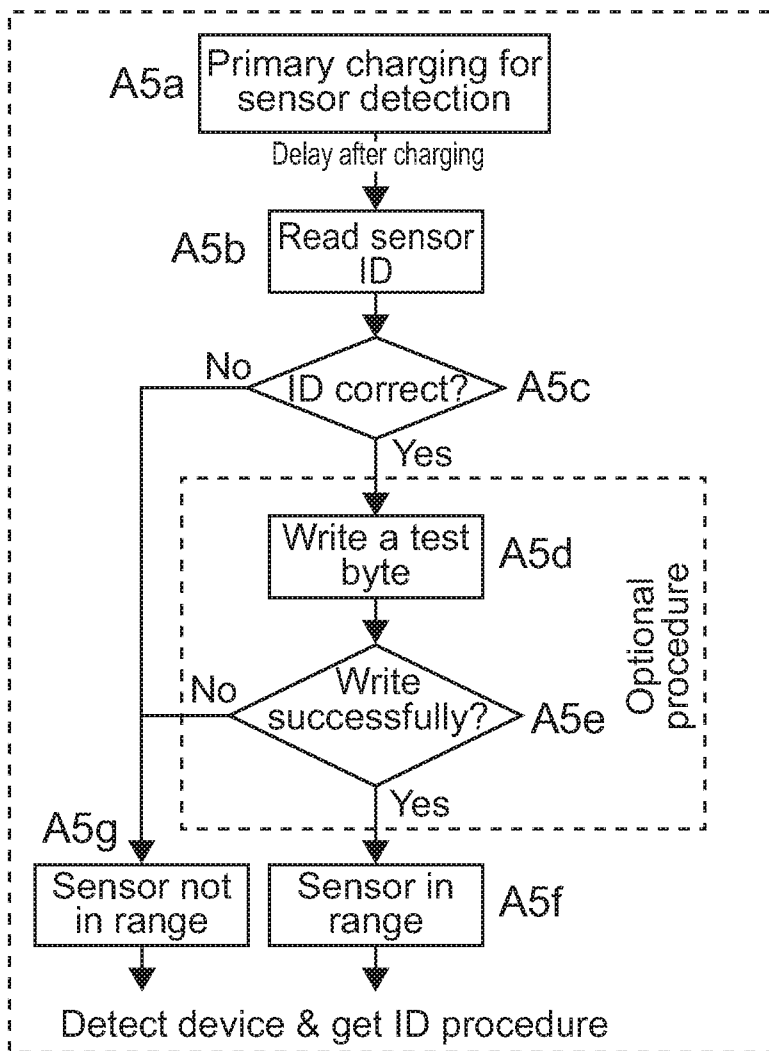 A5a
Primary charging for
sensor detection
Delay after charging
A5b
Read sensor
ID
No
ID correct?
A5c
Yes
Write a test
byte
A5d
Optional
procedure
No
Write
successfully?
A5e
Yes
A5g
Sensor not
in range
Sensor in
range
A5f
Detect device & get ID procedure